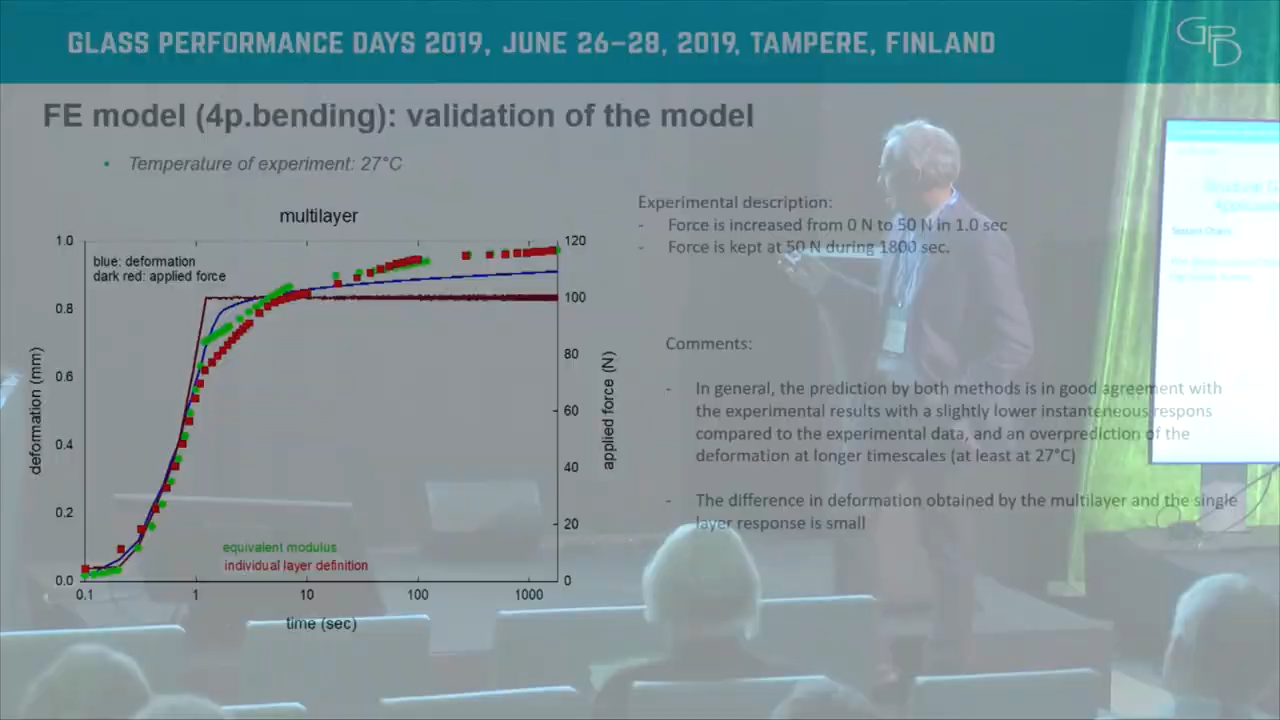 GLASS PERFORMANCE DAYS 2019, JUNE 26–28, 2019, TAMPERE, FINLAND
GPD
FE model (4p.bending): validation of the model
• Temperature of experiment: 27°C
multilayer
1.0
0.8
0.6
0.4
0.2
0.0
deformation (mm)
blue: deformation
dark red: applied force
equivalent modulus
individual layer definition
120
100
80
60
40
20
0
applied force (N)
0.1 1 10 100 1000
time (sec)
Experimental description:
- Force is increased from 0 N to 50 N in 1.0 sec
- Force is kept at 50 N during 1800 sec.
Comments:
- In general, the prediction by both methods is in good agreement with
the experimental results with a slightly lower instanteneous respons
compared to the experimental data, and an overprediction of the
deformation at longer timescales (at least at 27°C)
- The difference in deformation obtained by the multilayer and the single
layer response is small